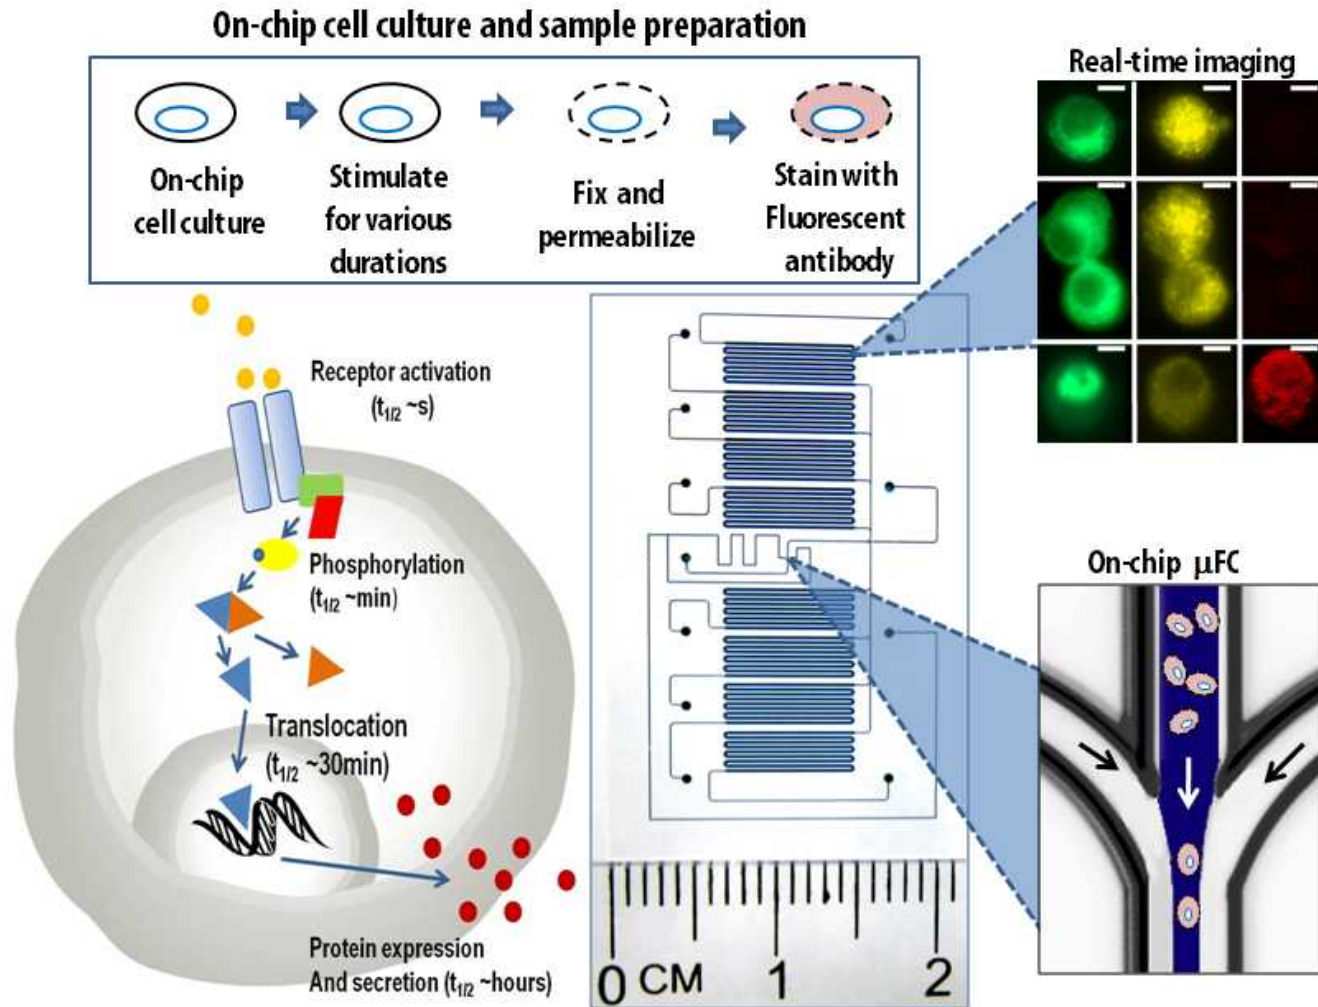 On-chip cell culture and sample preparation
On-chip
cell culture
Stimulate
for various
durations
Fix and
permeabilize
Stain with
Fluorescent
antibody
Real-time imaging
Receptor activation
(t1/2 ~s)
Phosphorylation
(t1/2 ~min)
Translocation
(t1/2 ~30min)
Protein expression
And secretion (t1/2 ~hours)
0 CM 1 2
On-chip µFC